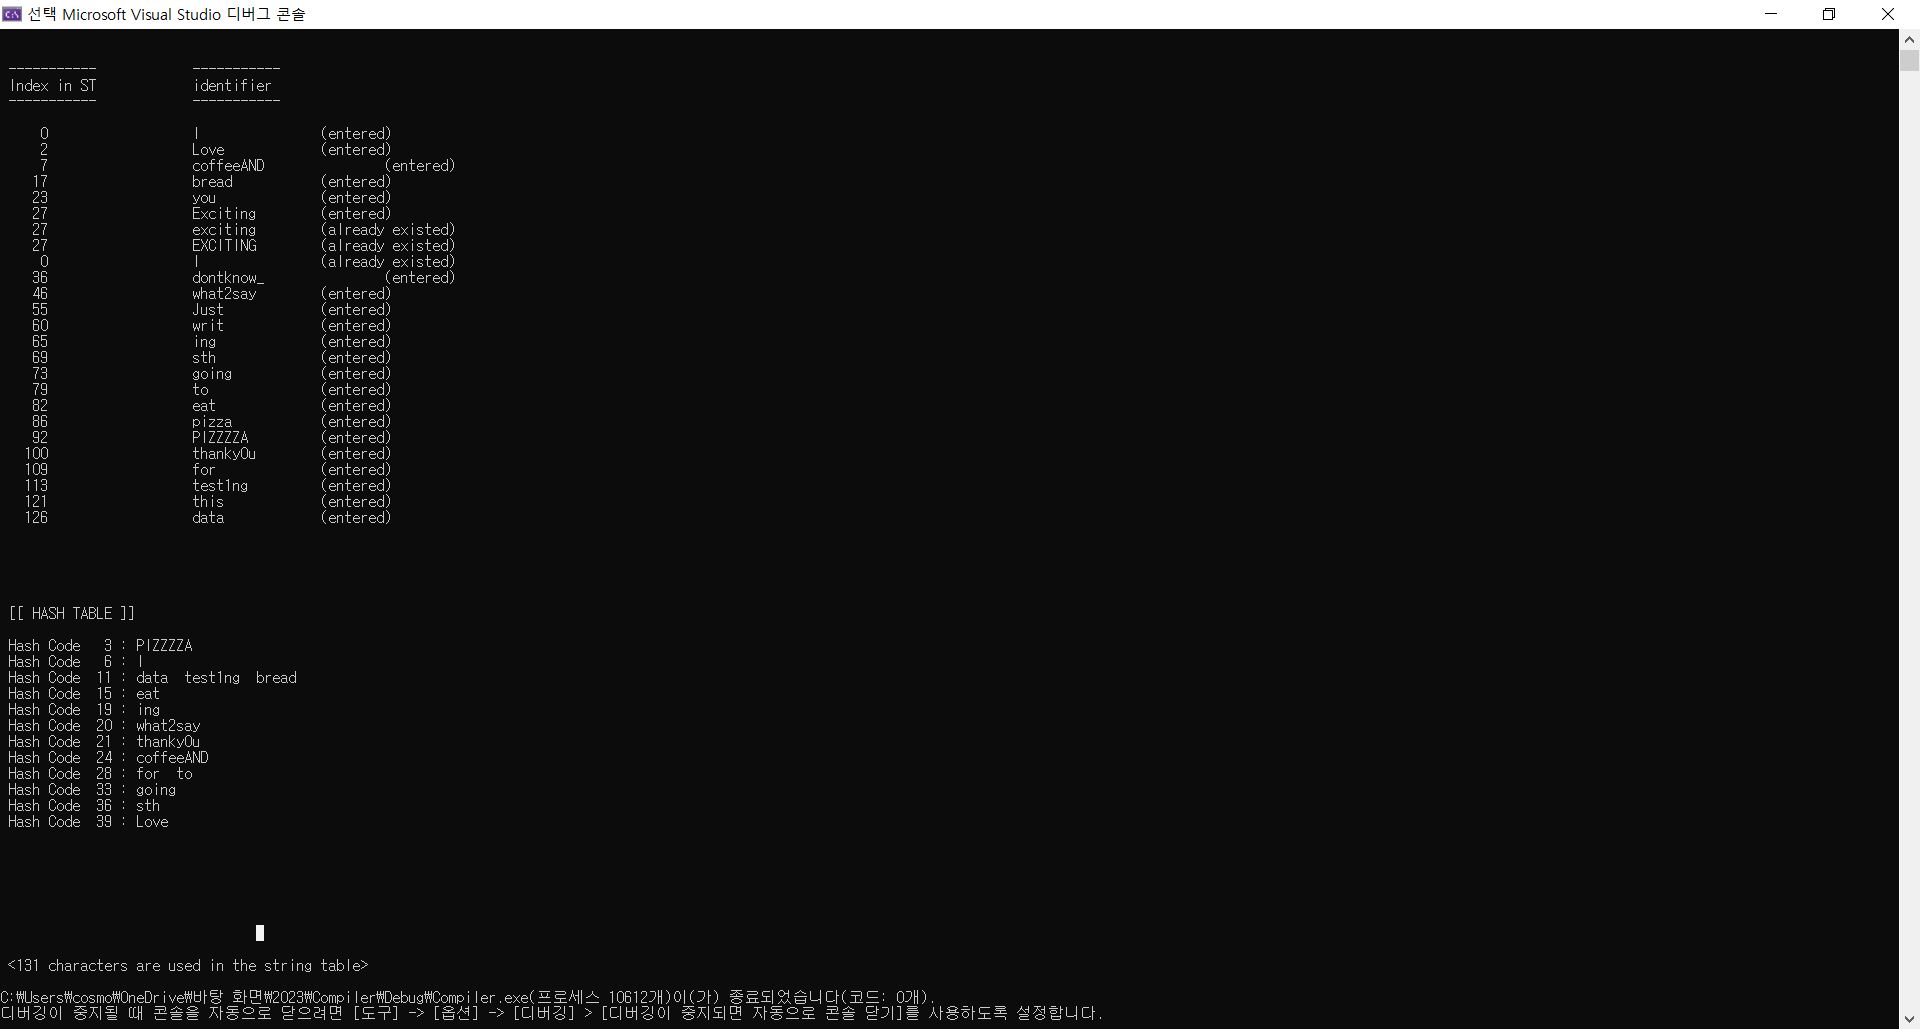 선택 Microsoft Visual Studio 디버그 콘솔
-----------            -----------
Index in ST            identifier
-----------            -----------
0 I (entered)
2 Love (entered)
7 coffeeAND (entered)
17 bread (entered)
23 you (entered)
27 Exciting (entered)
27 exciting (already existed)
27 EXCITING (already existed)
0 I (already existed)
36 dontknow_ (entered)
46 what2say (entered)
55 Just (entered)
60 writ (entered)
65 ing (entered)
69 sth (entered)
73 going (entered)
79 to (entered)
82 eat (entered)
86 pizza (entered)
92 PIZZZZA (entered)
100 thanky0u (entered)
109 for (entered)
113 test1ng (entered)
121 this (entered)
126 data (entered)
[[ HASH TABLE ]]
Hash Code 3 : PIZZZZA
Hash Code 6 : I
Hash Code 11 : data test1ng bread
Hash Code 15 : eat
Hash Code 19 : ing
Hash Code 20 : what2say
Hash Code 21 : thanky0u
Hash Code 24 : coffeeAND
Hash Code 28 : for to
Hash Code 33 : going
Hash Code 36 : sth
Hash Code 39 : Love
<131 characters are used in the string table>
C:₩Users₩cosmo₩OneDrive₩바탕 화면₩2023₩Compiler₩Debug₩Compiler.exe(프로세스 10612개)이(가) 종료되었습니다(코드: 0개).
디버깅이 중지될 때 콘솔을 자동으로 닫으려면 [도구] -> [옵션] -> [디버깅] > [디버깅이 중지되면 자동으로 콘솔 닫기]를 사용하도록 설정합니다.